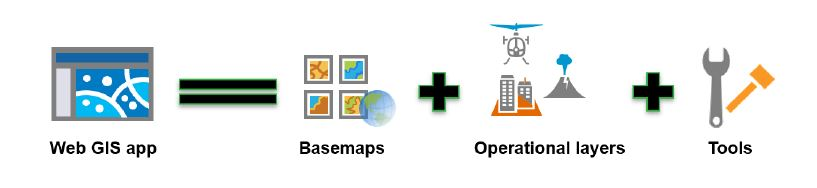 Web GIS app
Basemaps
Operational layers
Tools